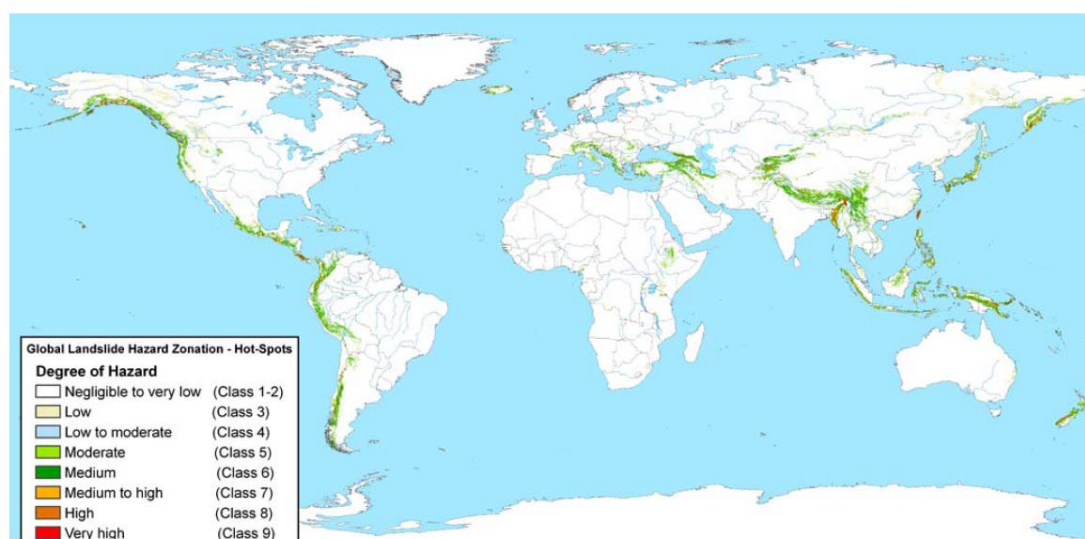 Global Landslide Hazard Zonation - Hot-Spots
Degree of Hazard
Negligible to very low (Class 1-2)
Low (Class 3)
Low to moderate (Class 4)
Moderate (Class 5)
Medium (Class 6)
Medium to high (Class 7)
High (Class 8)
Very high (Class 9)